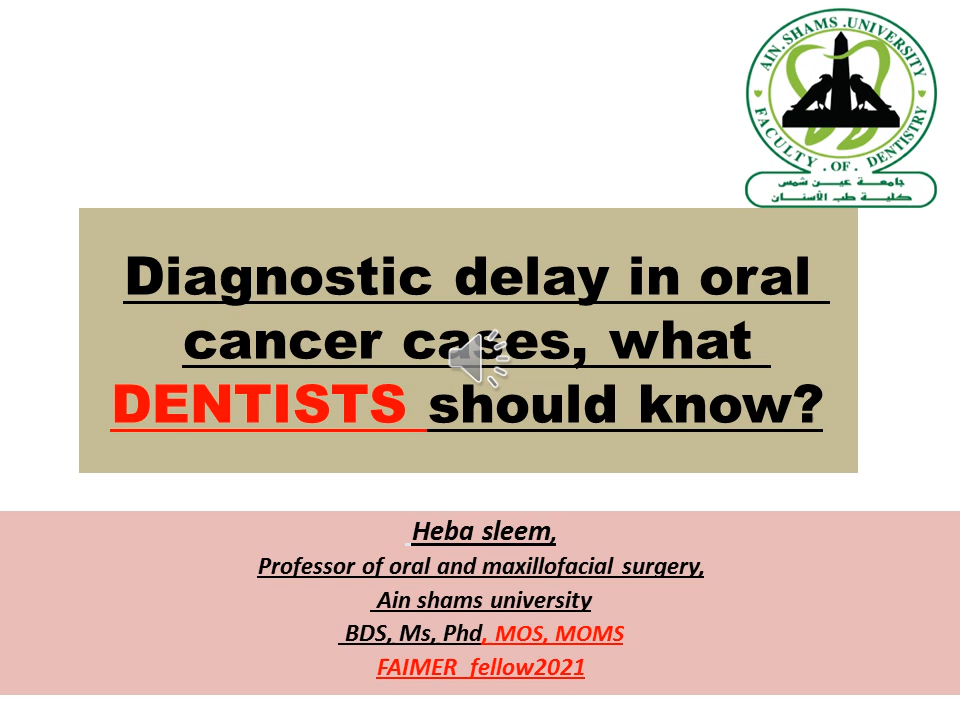 AIN SHAMS UNIVERSITY
FACULTY OF DENTISTRY
جامعة عين شمس
كلية طب الأسنان
Diagnostic delay in oral
cancer cases, what
DENTISTS should know?
Heba sleem,
Professor of oral and maxillofacial surgery,
Ain shams university
BDS, Ms, Phd, MOS, MOMS
FAIMER fellow2021